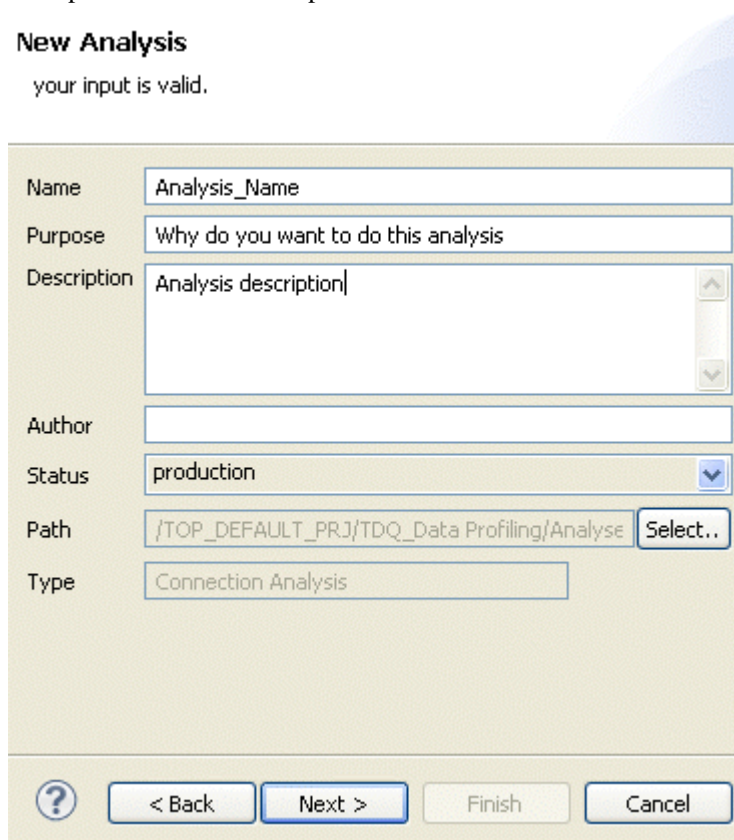 New Analysis
your input is valid.
Name Analysis_Name
Purpose Why do you want to do this analysis
Description Analysis description
Author
Status production
Path /TOP_DEFAULT_PRJ/TDQ_Data Profiling/Analyse Select..
Type Connection Analysis
? < Back Next > Finish Cancel